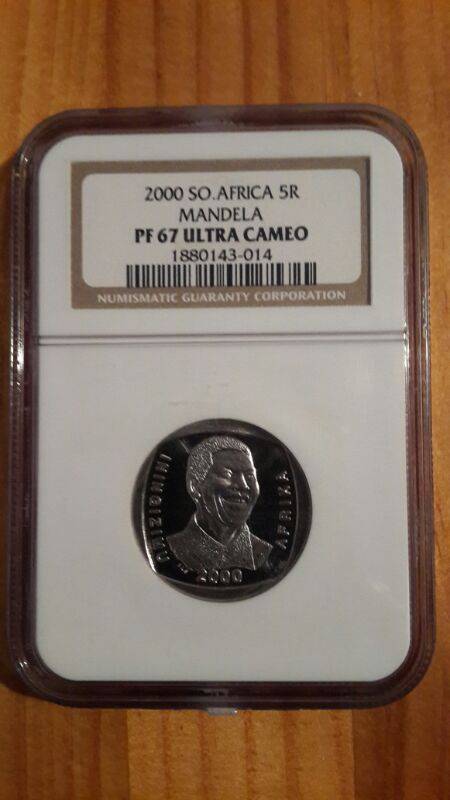 2000 SO.AFRICA 5R
MANDELA
PF 67 ULTRA CAMEO
1880143-014
NUMISMATIC GUARANTY CORPORATION
AFRIKA
2000